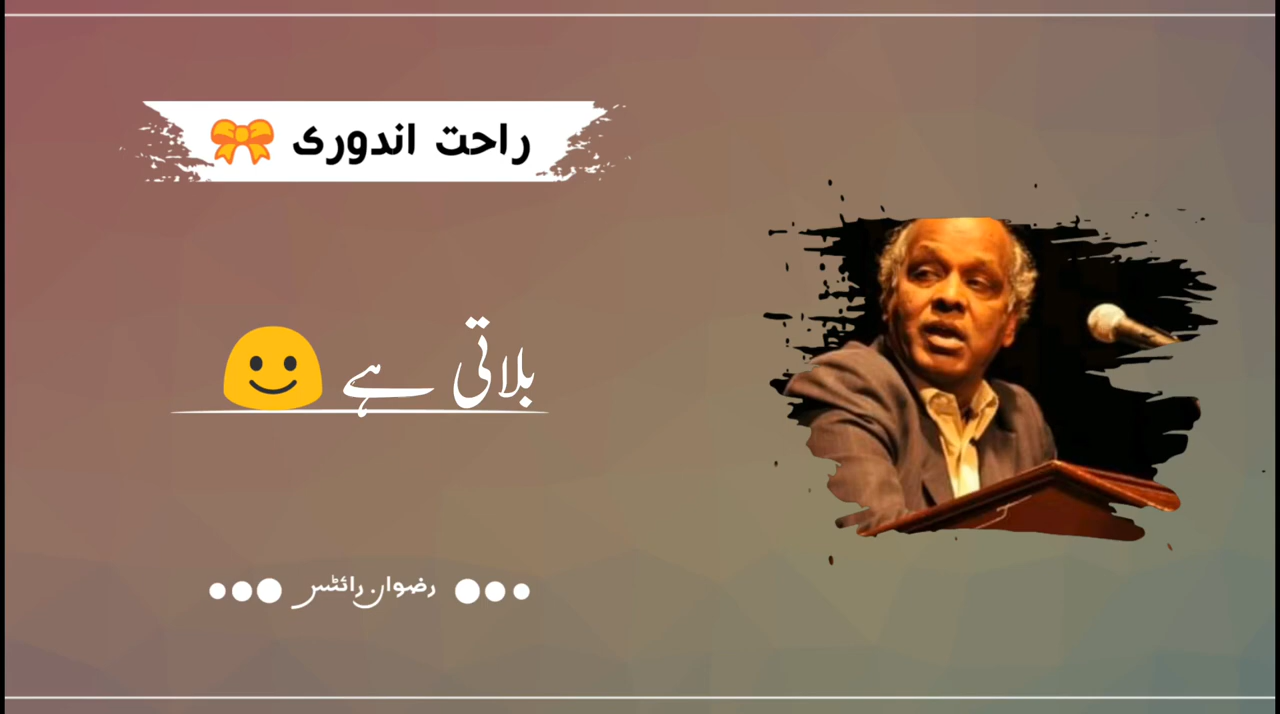 راحت اندوری 🎀
بلاتی ہے 🙂
رضوان رائٹس